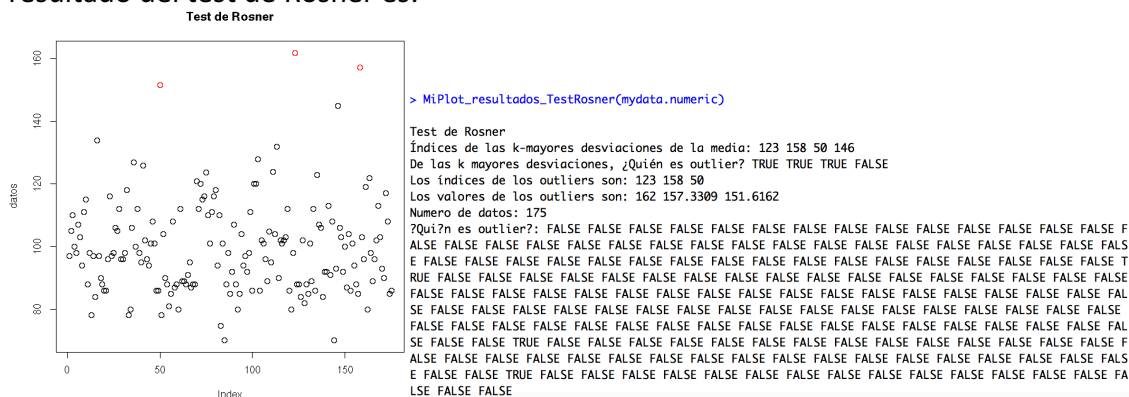 resultado del test de Rosner es:
Test de Rosner
160
140
120
100
80
datos
0
50
100
150
Index
> MiPlot_resultados_TestRosner(mydata.numeric)
Test de Rosner
Índices de las k-mayores desviaciones de la media: 123 158 50 146
De las k mayores desviaciones, ¿Quién es outlier? TRUE TRUE TRUE FALSE
Los índices de los outliers son: 123 158 50
Los valores de los outliers son: 162 157.3309 151.6162
Numero de datos: 175
?Qui?n es outlier?: FALSE FALSE FALSE FALSE FALSE FALSE FALSE FALSE FALSE FALSE FALSE FALSE FALSE FALSE F
ALSE FALSE FALSE FALSE FALSE FALSE FALSE FALSE FALSE FALSE FALSE FALSE FALSE FALSE FALSE FALSE FALSE FALS
E FALSE FALSE FALSE FALSE FALSE FALSE FALSE FALSE FALSE FALSE FALSE FALSE FALSE FALSE FALSE FALSE FALSE T
RUE FALSE FALSE FALSE FALSE FALSE FALSE FALSE FALSE FALSE FALSE FALSE FALSE FALSE FALSE FALSE FALSE FALSE
FALSE FALSE FALSE FALSE FALSE FALSE FALSE FALSE FALSE FALSE FALSE FALSE FALSE FALSE FALSE FALSE FALSE FAL
SE FALSE FALSE FALSE FALSE FALSE FALSE FALSE FALSE FALSE FALSE FALSE FALSE FALSE FALSE FALSE FALSE FALSE
FALSE FALSE FALSE FALSE FALSE FALSE FALSE FALSE FALSE FALSE FALSE FALSE FALSE FALSE FALSE FALSE FALSE FAL
SE FALSE FALSE TRUE FALSE FALSE FALSE FALSE FALSE FALSE FALSE FALSE FALSE FALSE FALSE FALSE FALSE FALSE F
ALSE FALSE FALSE FALSE FALSE FALSE FALSE FALSE FALSE FALSE FALSE FALSE FALSE FALSE FALSE FALSE FALSE FALS
E FALSE FALSE TRUE FALSE FALSE FALSE FALSE FALSE FALSE FALSE FALSE FALSE FALSE FALSE FALSE FALSE FALSE FA
LSE FALSE FALSE